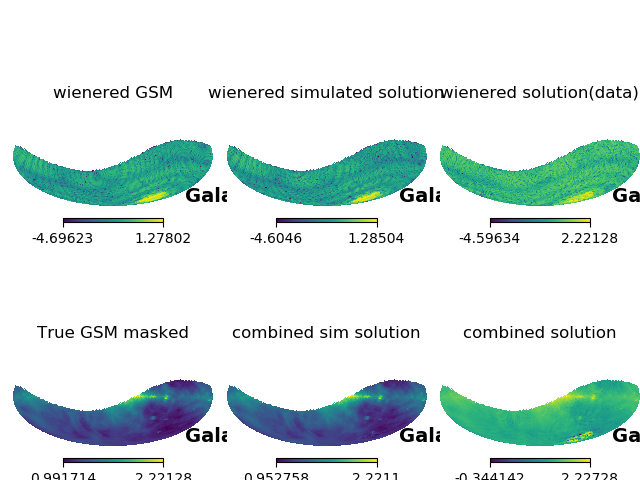 wienered GSM
wienered simulated solution
wienered solution(data)
Gala
Gala
Ga
-4.69623 1.27802
-4.6046 1.28504
-4.59634 2.22128
True GSM masked
combined sim solution
combined solution
Gala
Gala
Ga
0.991714 2.22128
0.952758 2.2211
-0.344142 2.22728